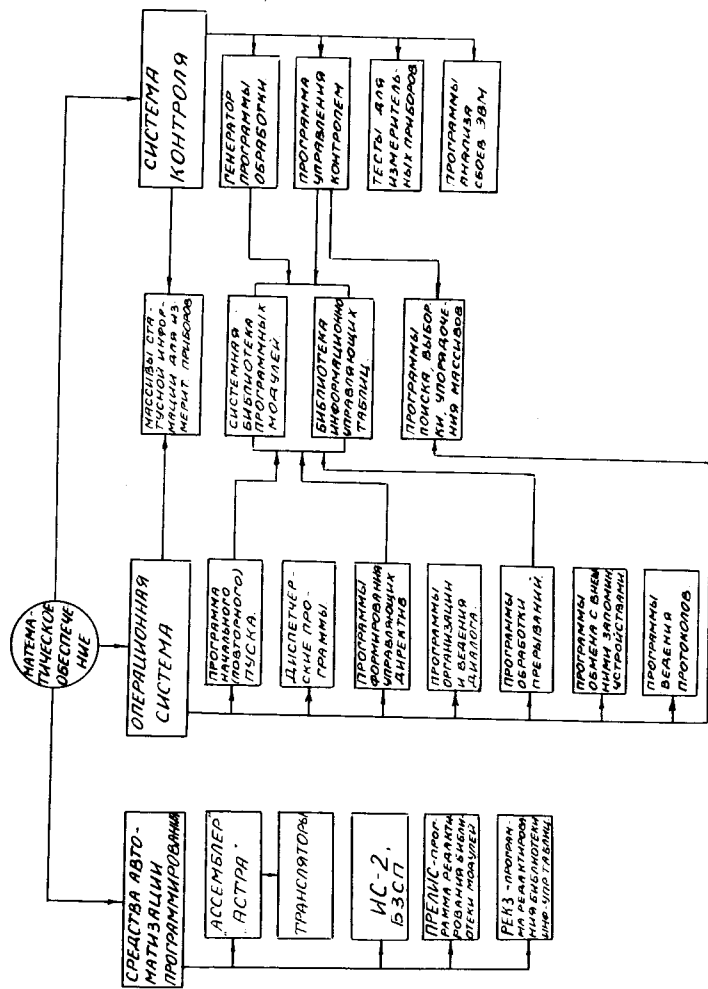 МАТЕМА-
ТИЧЕСКОЕ
ОБЕСПЕЧЕ
НИЕ
СРЕДСТВА АВТО-
МАТИЗАЦИИ
ПРОГРАММИРОВАНИЯ
"АССЕМБЛЕР"
"АСТРА"
ТРАНСЛЯТОРЫ
ИС-2,
БЗСП
ПРЕЛИС-ПРОГ-
РАММА РЕДАКТИ
РОВАНИЯ БИБЛИ-
ОТЕКИ МОДУЛЕЙ
РЕКЗ-ПРОГРАМ-
МА РЕДАКТИРОВА
НИЯ БИБЛИОТЕКИ
ИНФ-УПР ТАБЛИЦ
ОПЕРАЦИОННАЯ
СИСТЕМА
ПРОГРАММА
НАЧАЛЬНОГО
(ПОВТОРНОГО)
ПУСКА.
ДИСПЕТЧЕР-
СКИЕ ПРО-
ГРАММЫ.
ПРОГРАММЫ
ФОРМИРОВАНИЯ
УПРАВЛЯЮЩИХ
ДИРЕКТИВ
ПРОГРАММЫ
ОРГАНИЗАЦИИ
И ВЕДЕНИЯ
ДИАЛОГА.
ПРОГРАММЫ
ОБРАБОТКИ
ПРЕРЫВАНИЙ.
ПРОГРАММЫ
ОБМЕНА С ВНЕШ
НИМИ ЗАПОМИН
УСТРОЙСТВАМИ
ПРОГРАММЫ
ВЕДЕНИЯ
ПРОТОКОЛОВ.
МАССИВЫ СТА-
ТУСНОЙ ИНФОР-
МАЦИИ ДЛЯ ИЗ-
МЕРИТ. ПРИБОРОВ
СИСТЕМНАЯ
БИБЛИОТЕКА
ПРОГРАММНЫХ
МОДУЛЕЙ
БИБЛИОТЕКА
ИНФОРМАЦИОННО
УПРАВЛЯЮЩИХ
ТАБЛИЦ.
ПРОГРАММЫ
ПОИСКА, ВЫБОР
КИ, УПОРЯДОЧЕ-
НИЯ МАССИВОВ
СИСТЕМА
КОНТРОЛЯ
ГЕНЕРАТОР
ПРОГРАММЫ
ОБРАБОТКИ
ПРОГРАММА
УПРАВЛЕНИЯ
КОНТРОЛЕМ
ТЕСТЫ ДЛЯ
ИЗМЕРИТЕЛЬ-
НЫХ ПРИБОРОВ
ПРОГРАММЫ
АНАЛИЗА
СБОЕВ ЭВМ